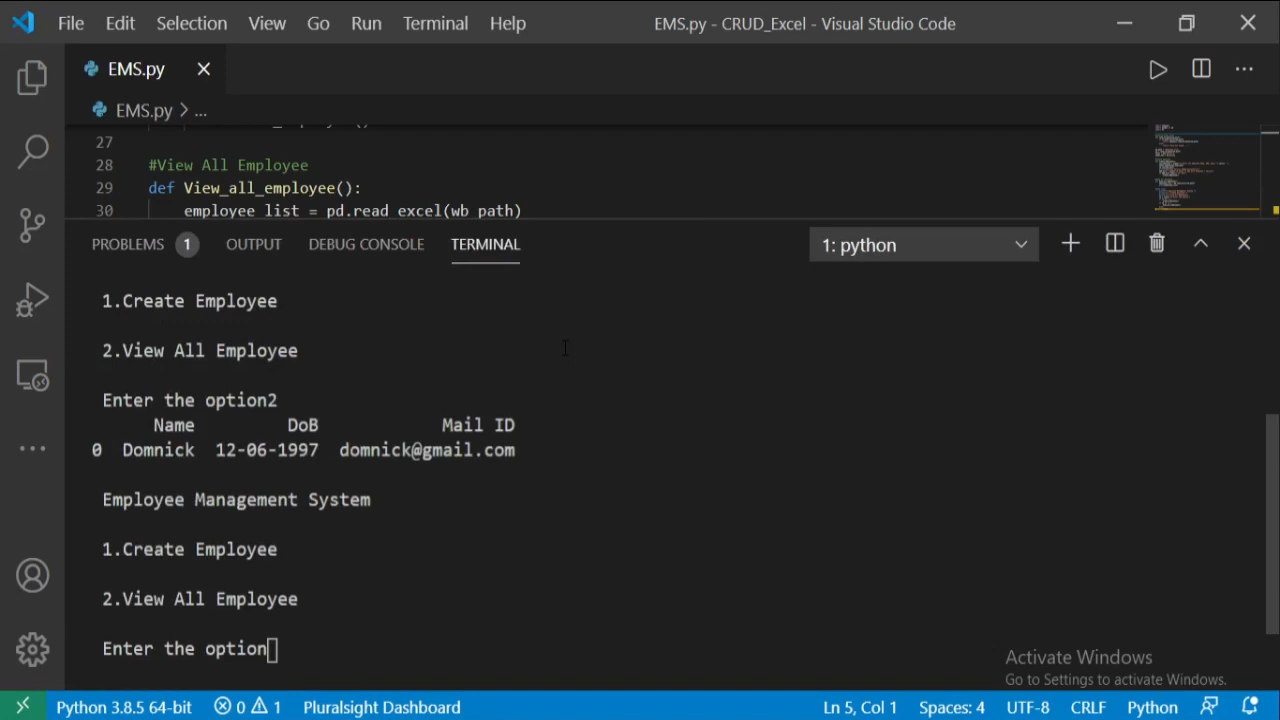 File Edit Selection View Go Run Terminal Help EMS.py - CRUD_Excel - Visual Studio Code
EMS.py
EMS.py > ...
27
28 #View All Employee
29 def View_all_employee():
30 employee_list = pd.read_excel(wb_path)
PROBLEMS 1 OUTPUT DEBUG CONSOLE TERMINAL 1: python
1.Create Employee
2.View All Employee
Enter the option2
Name DoB Mail ID
0 Domnick 12-06-1997 domnick@gmail.com
Employee Management System
1.Create Employee
2.View All Employee
Enter the option
Activate Windows
Go to Settings to activate Windows.
Python 3.8.5 64-bit 0 1 Pluralsight Dashboard Ln 5, Col 1 Spaces: 4 UTF-8 CRLF Python